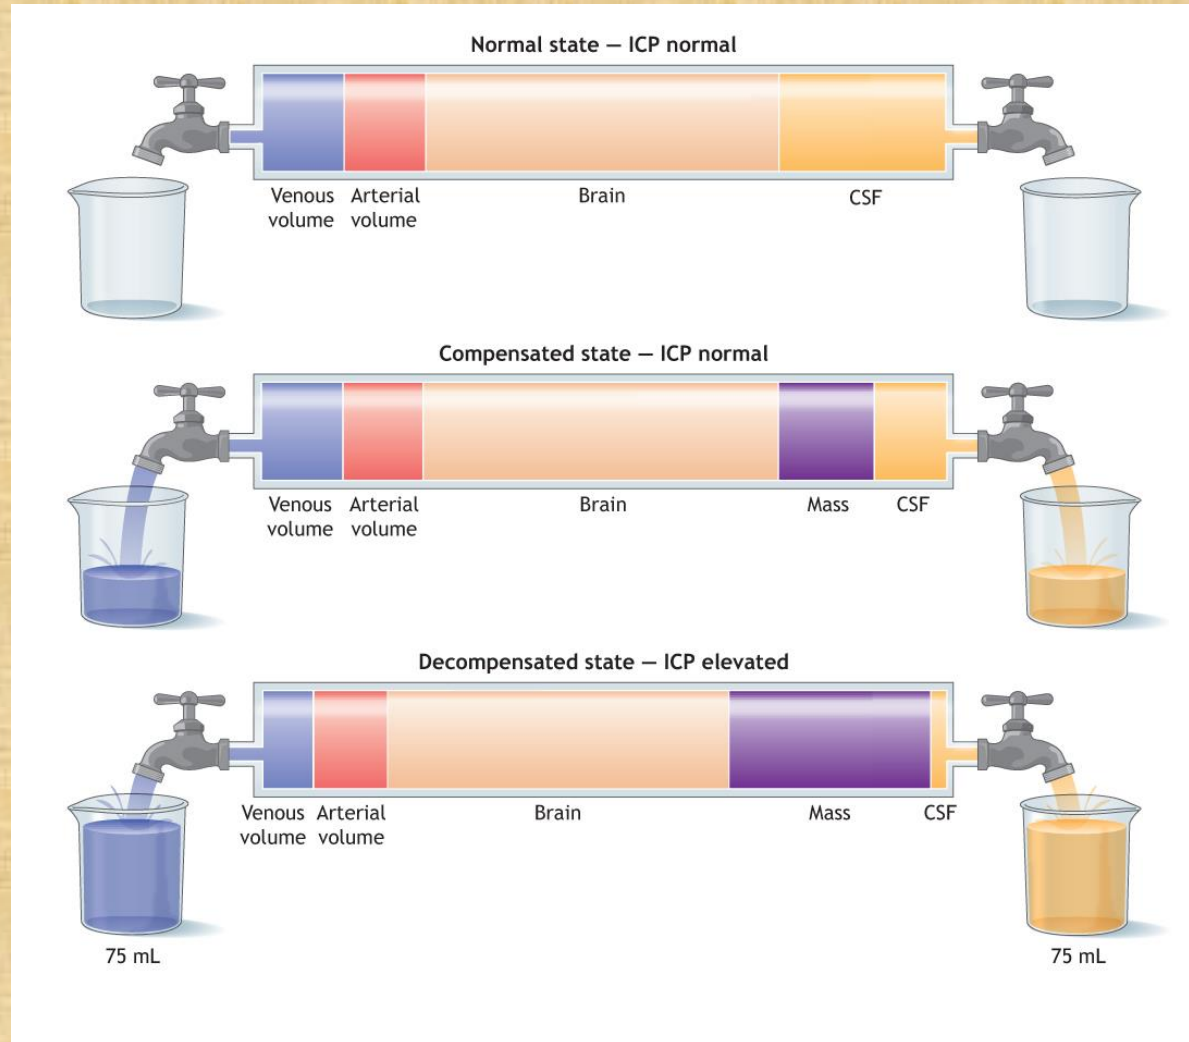 Normal state — ICP normal
Venous Arterial Brain CSF
volume volume
Compensated state — ICP normal
Venous Arterial Brain Mass CSF
volume volume
Decompensated state — ICP elevated
Venous Arterial Brain Mass CSF
volume volume
75 mL 75 mL